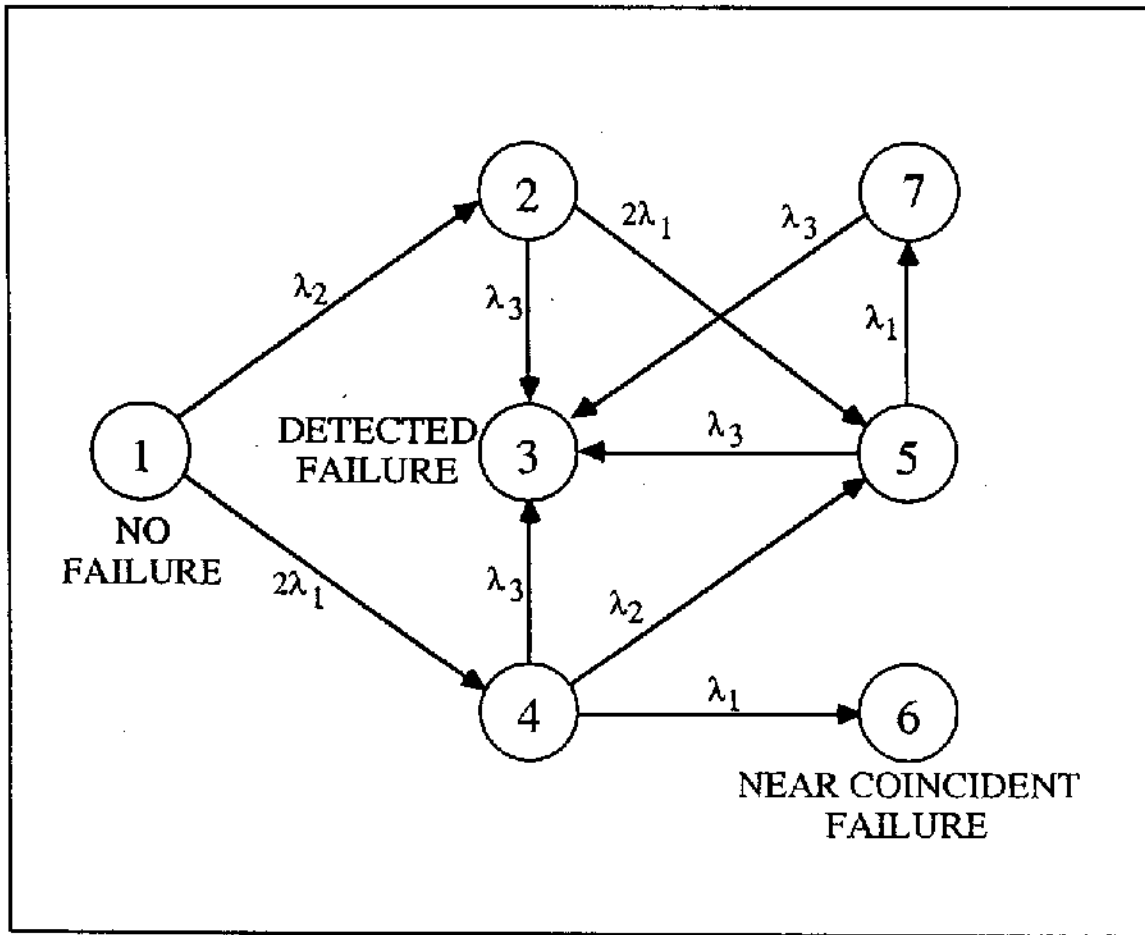 2
7
λ2
λ3
2λ1
λ3
λ1
1
NO
FAILURE
DETECTED
FAILURE
3
λ3
5
2λ1
λ3
λ2
4
λ1
6
NEAR COINCIDENT
FAILURE